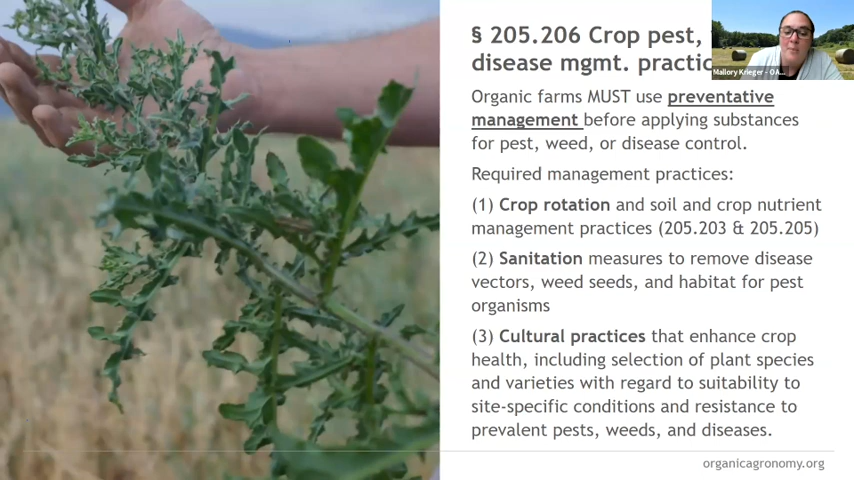 § 205.206 Crop pest,
disease mgmt. practic
Mallory Krieger - OA...
Organic farms MUST use preventative
management before applying substances
for pest, weed, or disease control.
Required management practices:
(1) Crop rotation and soil and crop nutrient
management practices (205.203 & 205.205)
(2) Sanitation measures to remove disease
vectors, weed seeds, and habitat for pest
organisms
(3) Cultural practices that enhance crop
health, including selection of plant species
and varieties with regard to suitability to
site-specific conditions and resistance to
prevalent pests, weeds, and diseases.
organicagronomy.org